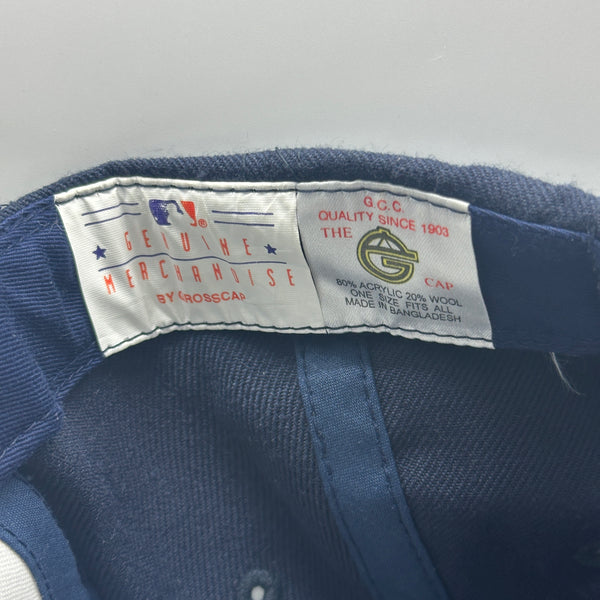 ®
GENUINE
MERCHANDISE
BY CROSSCAP
G.C.C.
QUALITY SINCE 1903
THE G CAP
80% ACRYLIC 20% WOOL
ONE SIZE FITS ALL
MADE IN BANGLADESH